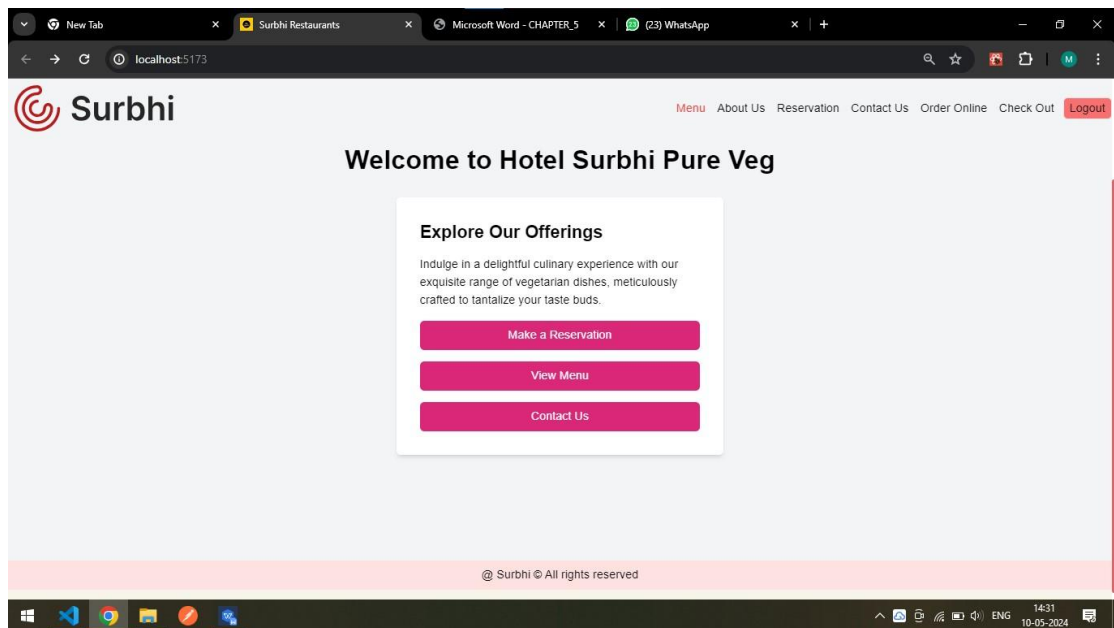 New Tab
Surbhi Restaurants
Microsoft Word - CHAPTER_5
(23) WhatsApp
localhost:5173
M
Surbhi
Menu About Us Reservation Contact Us Order Online Check Out Logout
Welcome to Hotel Surbhi Pure Veg
Explore Our Offerings
Indulge in a delightful culinary experience with our
exquisite range of vegetarian dishes, meticulously
crafted to tantalize your taste buds.
Make a Reservation
View Menu
Contact Us
@ Surbhi © All rights reserved
ENG
14:31
10-05-2024